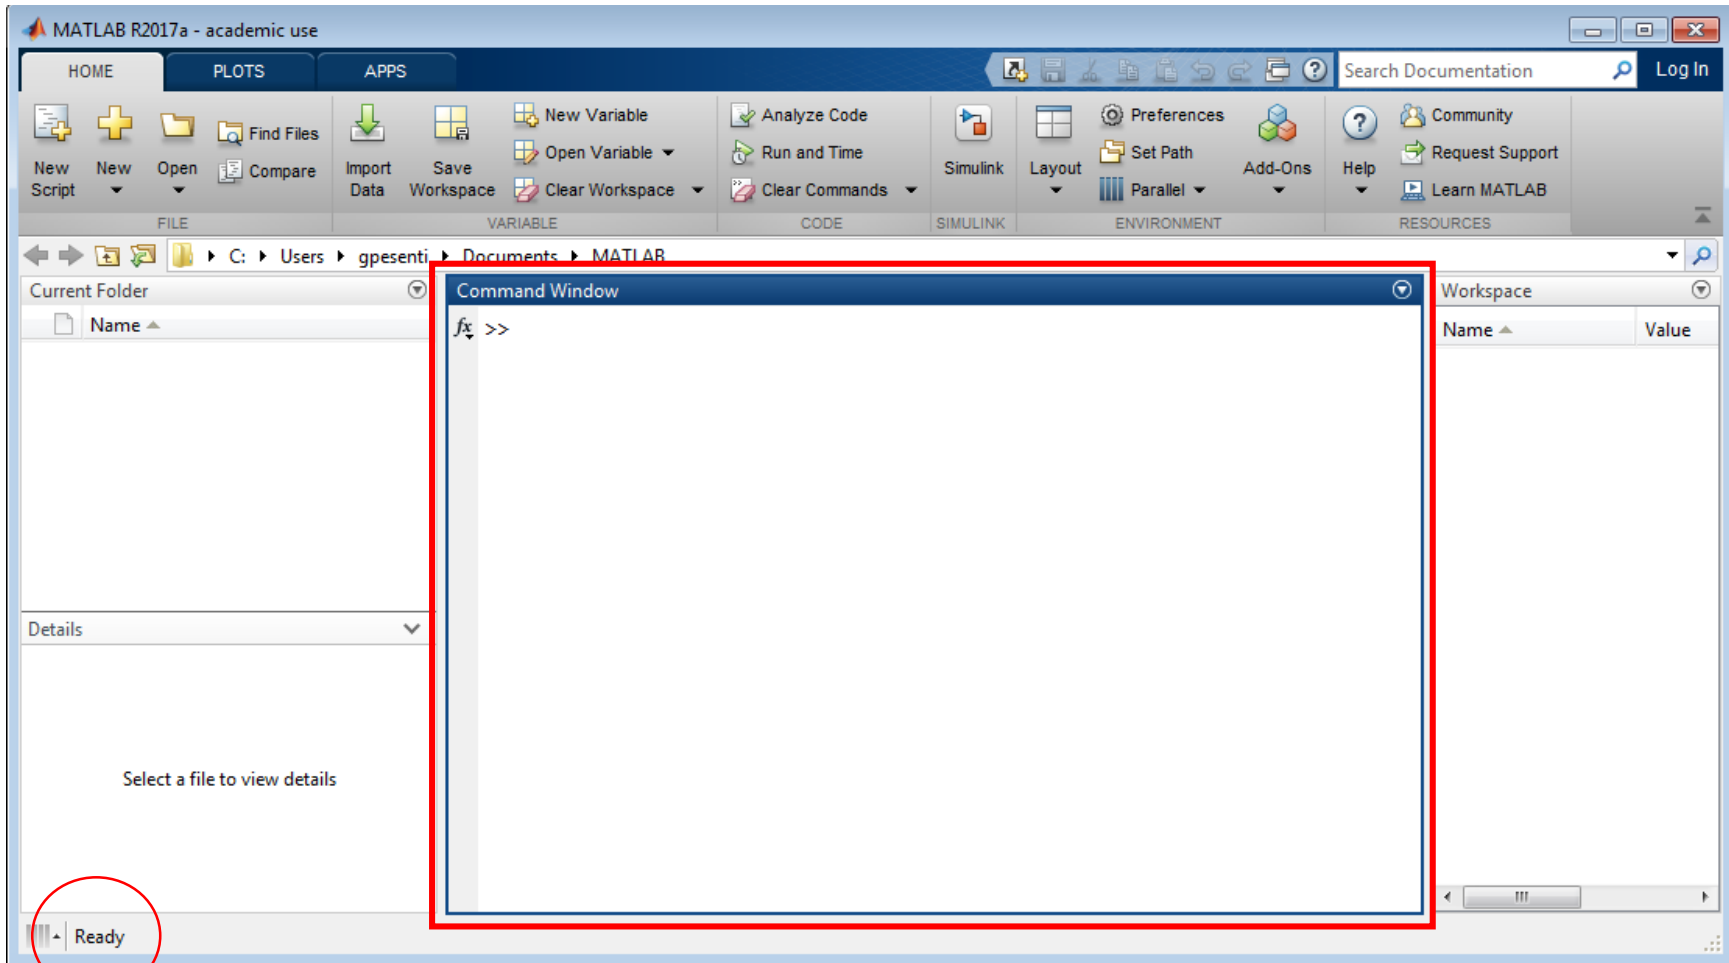 MATLAB R2017a - academic use
HOME PLOTS APPS
Search Documentation
Log In
New Script
New
Open
Find Files
Compare
Import Data
Save Workspace
New Variable
Open Variable
Clear Workspace
Analyze Code
Run and Time
Clear Commands
Simulink
Layout
Preferences
Set Path
Parallel
Add-Ons
Help
Community
Request Support
Learn MATLAB
FILE VARIABLE CODE SIMULINK ENVIRONMENT RESOURCES
C: Users gpesenti Documents MATLAB
Current Folder
Name
Command Window
fx >>
Workspace
Name Value
Details
Select a file to view details
Ready